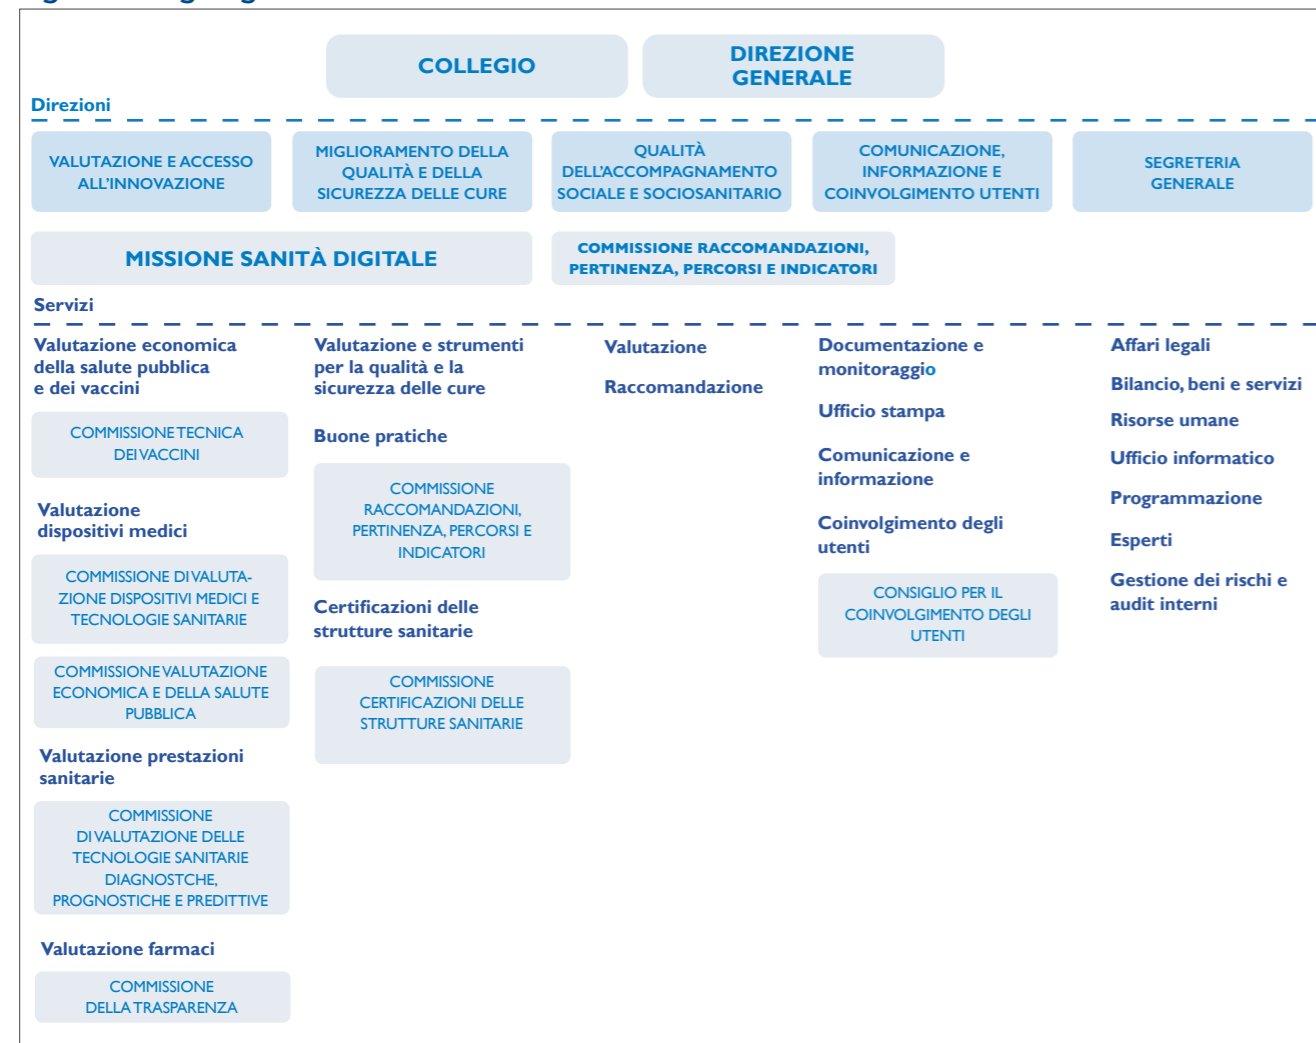 COLLEGIO
DIREZIONE
GENERALE
Direzioni
VALUTAZIONE E ACCESSO
ALL'INNOVAZIONE
MIGLIORAMENTO DELLA
QUALITÀ E DELLA
SICUREZZA DELLE CURE
QUALITÀ
DELL'ACCOMPAGNAMENTO
SOCIALE E SOCIOSANITARIO
COMUNICAZIONE,
INFORMAZIONE E
COINVOLGIMENTO UTENTI
SEGRETERIA
GENERALE
MISSIONE SANITÀ DIGITALE
COMMISSIONE RACCOMANDAZIONI,
PERTINENZA, PERCORSI E INDICATORI
Servizi
Valutazione economica
della salute pubblica
e dei vaccini
COMMISSIONE TECNICA
DEI VACCINI
Valutazione
dispositivi medici
COMMISSIONE DI VALUTA-
ZIONE DISPOSITIVI MEDICI E
TECNOLOGIE SANITARIE
COMMISSIONE VALUTAZIONE
ECONOMICA E DELLA SALUTE
PUBBLICA
Valutazione prestazioni
sanitarie
COMMISSIONE
DI VALUTAZIONE DELLE
TECNOLOGIE SANITARIE
DIAGNOSTCHE,
PROGNOSTICHE E PREDITTIVE
Valutazione farmaci
COMMISSIONE
DELLA TRASPARENZA
Valutazione e strumenti
per la qualità e la
sicurezza delle cure
Buone pratiche
COMMISSIONE
RACCOMANDAZIONI,
PERTINENZA, PERCORSI E
INDICATORI
Certificazioni delle
strutture sanitarie
COMMISSIONE
CERTIFICAZIONI DELLE
STRUTTURE SANITARIE
Valutazione
Raccomandazione
Documentazione e
monitoraggio
Ufficio stampa
Comunicazione e
informazione
Coinvolgimento degli
utenti
CONSIGLIO PER IL
COINVOLGIMENTO DEGLI
UTENTI
Affari legali
Bilancio, beni e servizi
Risorse umane
Ufficio informatico
Programmazione
Esperti
Gestione dei rischi e
audit interni